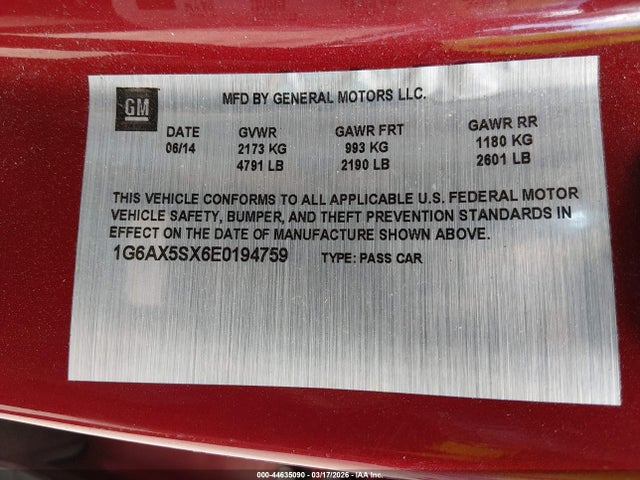 GM
MFD BY GENERAL MOTORS LLC.
DATE GVWR GAWR FRT GAWR RR
06/14 2173 KG 993 KG 1180 KG
4791 LB 2190 LB 2601 LB
THIS VEHICLE CONFORMS TO ALL APPLICABLE U.S. FEDERAL MOTOR
VEHICLE SAFETY, BUMPER, AND THEFT PREVENTION STANDARDS IN
EFFECT ON THE DATE OF MANUFACTURE SHOWN ABOVE.
1G6AX5SX6E0194759 TYPE: PASS CAR
000-44635090 - 03/17/2026 - IAAI Inc.